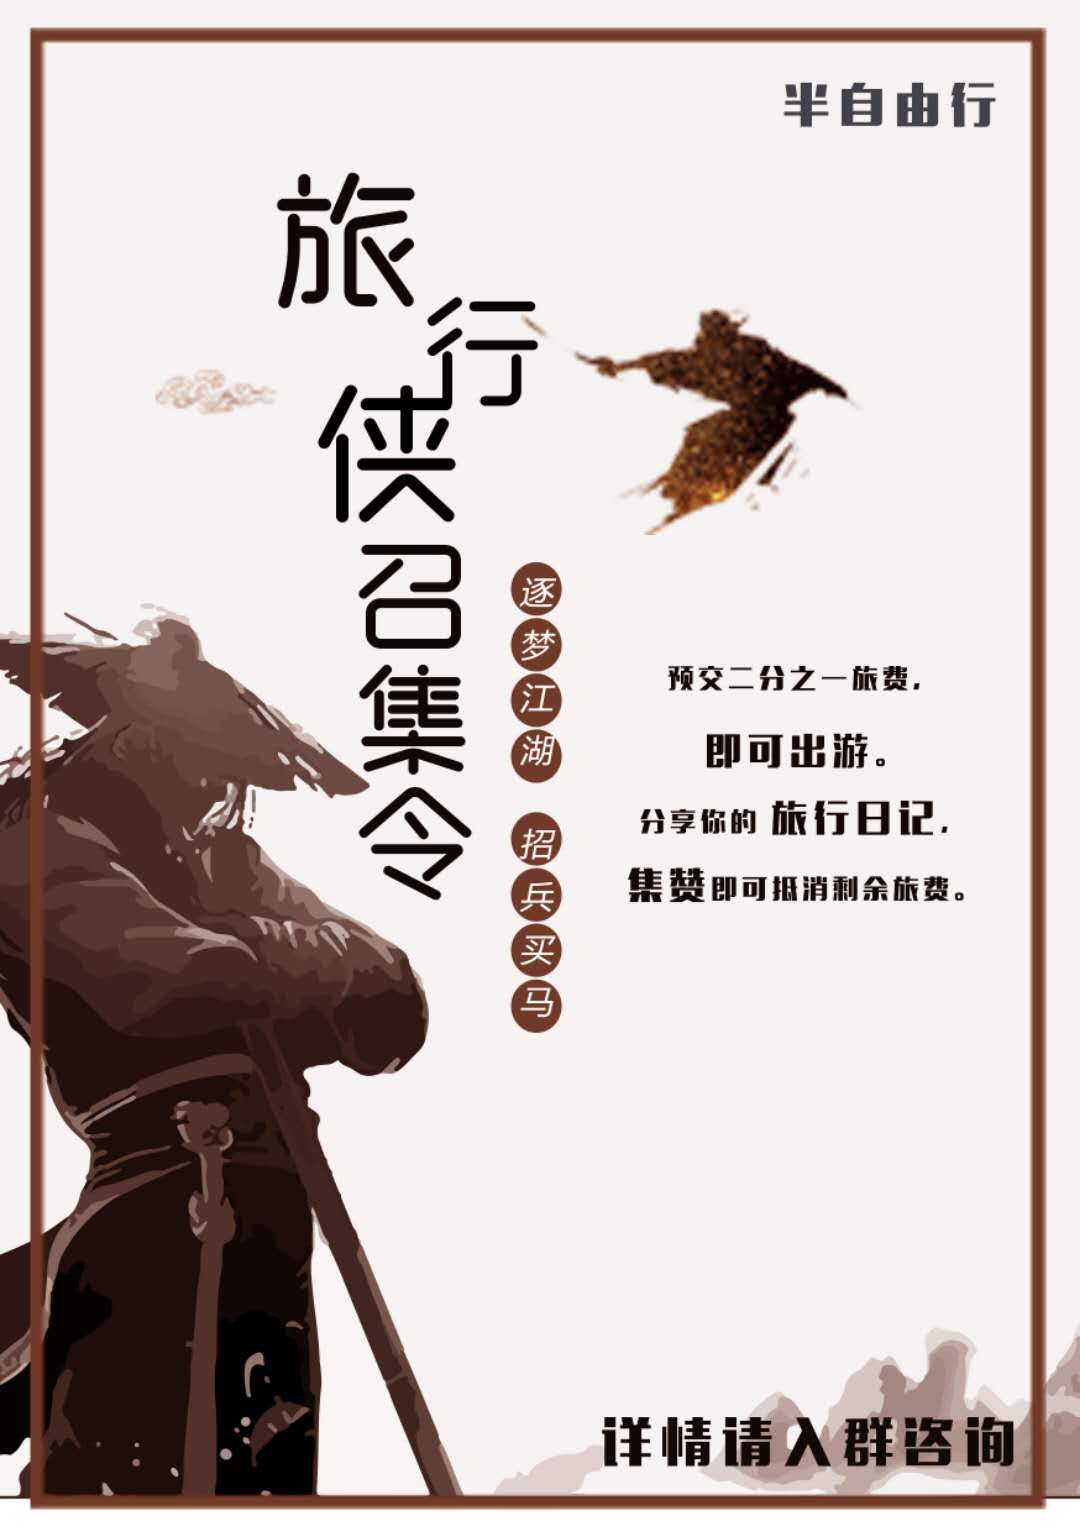 半自由行
旅行侠召集令
逐梦江湖 招兵买马
预交二分之一旅费,
即可出游。
分享你的 旅行日记,
集赞即可抵消剩余旅费。
详情请入群咨询